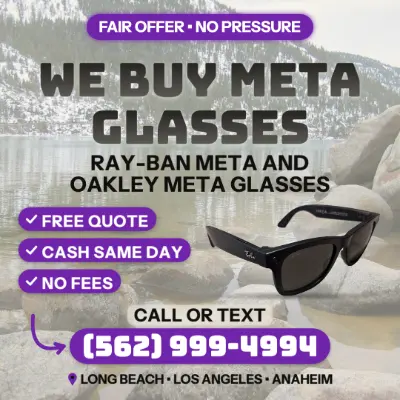 FAIR OFFER • NO PRESSURE
WE BUY META
GLASSES
RAY-BAN META AND
OAKLEY META GLASSES
FREE QUOTE
CASH SAME DAY
NO FEES
CALL OR TEXT
(562) 999-4994
LONG BEACH • LOS ANGELES • ANAHEIM